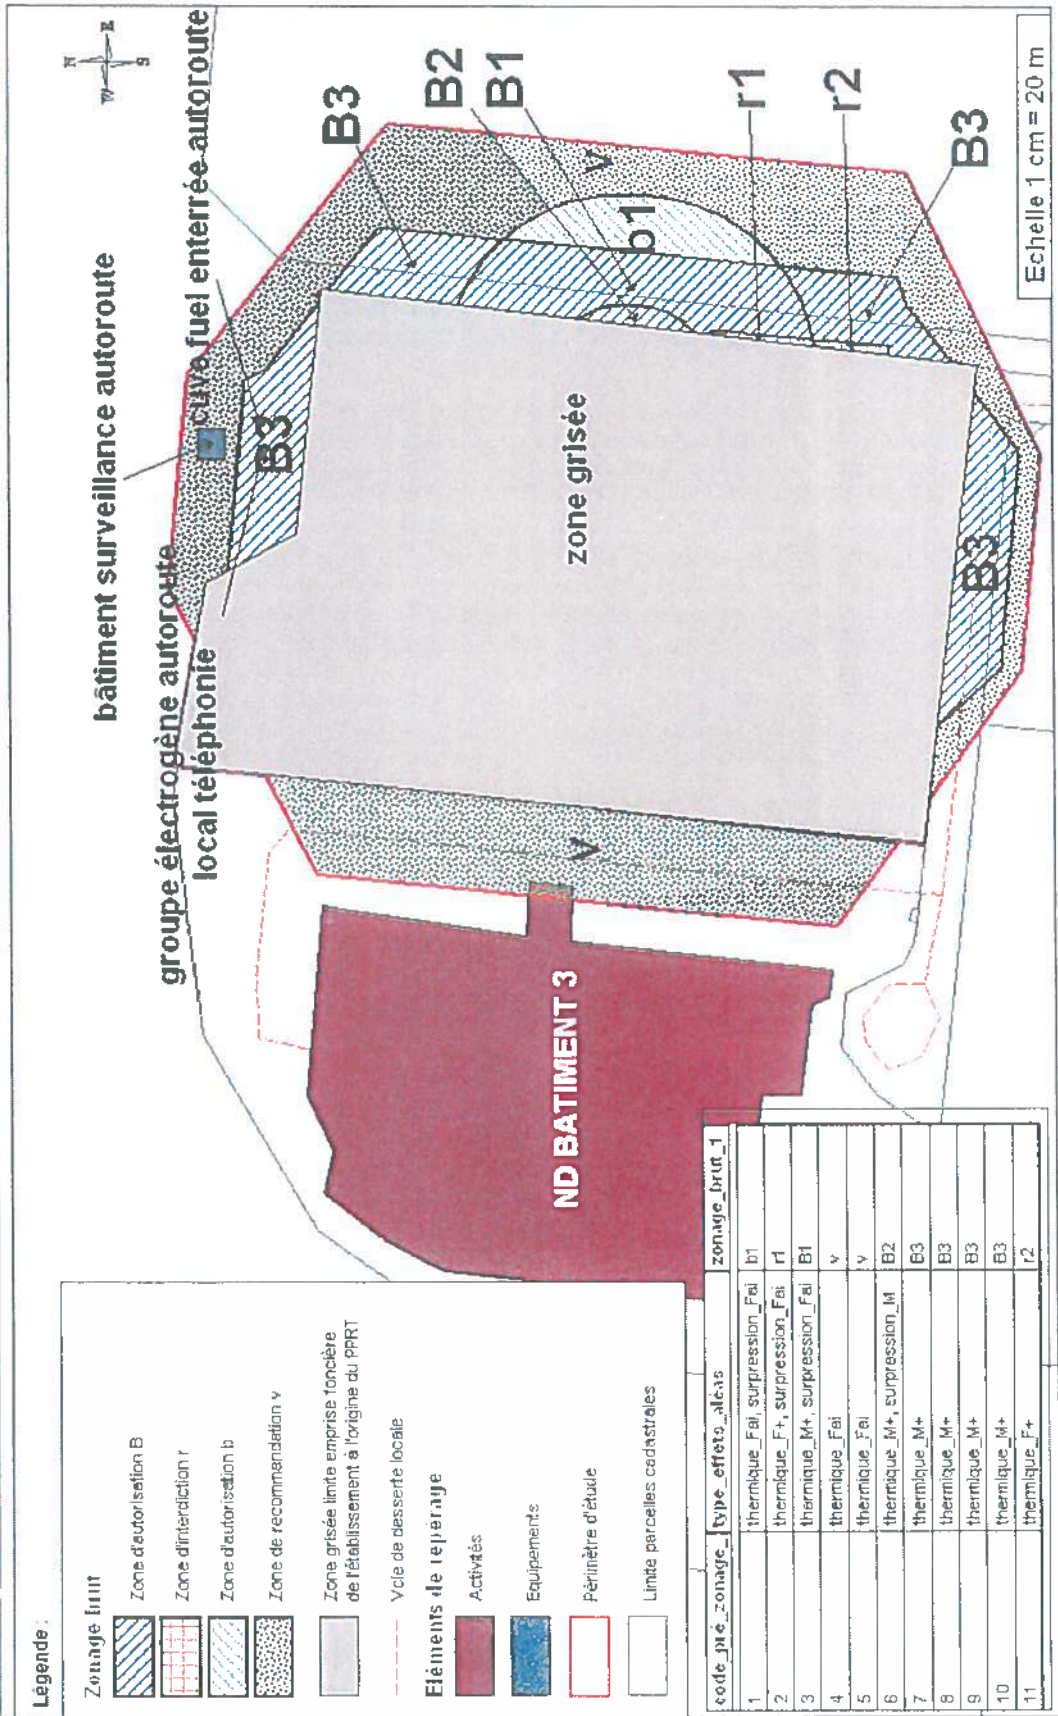 Légende :
Zonage brut
Zone d'autorisation B
Zone d'interdiction r
Zone d'autorisation b
Zone de recommandation v
Zone grisée limite emprise foncière
de l'établissement à l'origine du PPRT
Voie de desserte locale
Eléments de repérage
Activités
Equipements
Périmètre d'étude
Limite parcelles cadastrales
code_pré_zonage_ type_effets_aléas zonage_brut_1
1 thermique_Fai, surpression_Fai b1
2 thermique_F+, surpression_Fai r1
3 thermique_M+, surpression_Fai B1
4 thermique_Fai v
5 thermique_Fai v
6 thermique_M+, surpression_M B2
7 thermique_M+ B3
8 thermique_M+ B3
9 thermique_M+ B3
10 thermique_M+ B3
11 thermique_F+ r2
bâtiment surveillance autoroute
groupe électrogène autoroute
local téléphonie
cuve fuel enterrée autoroute
N
W
E
S
B3
B3
B2
B1
v
b1
r1
r2
B3
B3
zone grisée
v
ND BATIMENT 3
Echelle 1 cm = 20 m